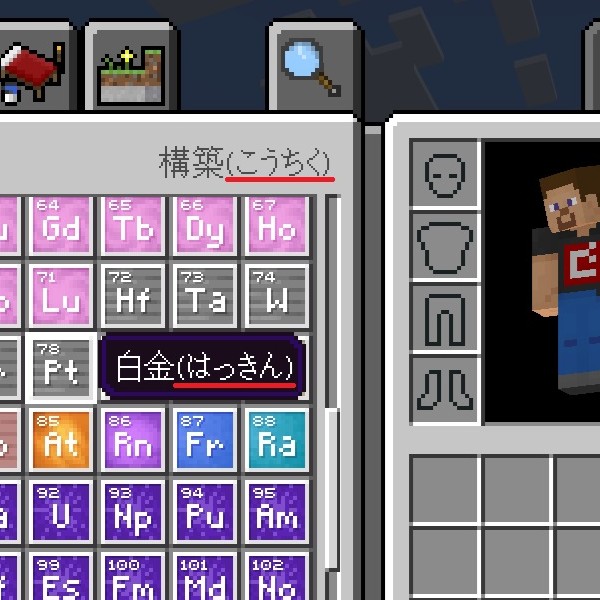 構築(こうちく)
64 Gd 65 Tb 66 Dy 67 Ho
71 Lu 72 Hf 73 Ta 74 W
78 Pt 白金(はっきん)
85 At 86 Rn 87 Fr 88 Ra
92 U 93 Np 94 Pu 95 Am
99 Es 100 Fm 101 Md 102 No